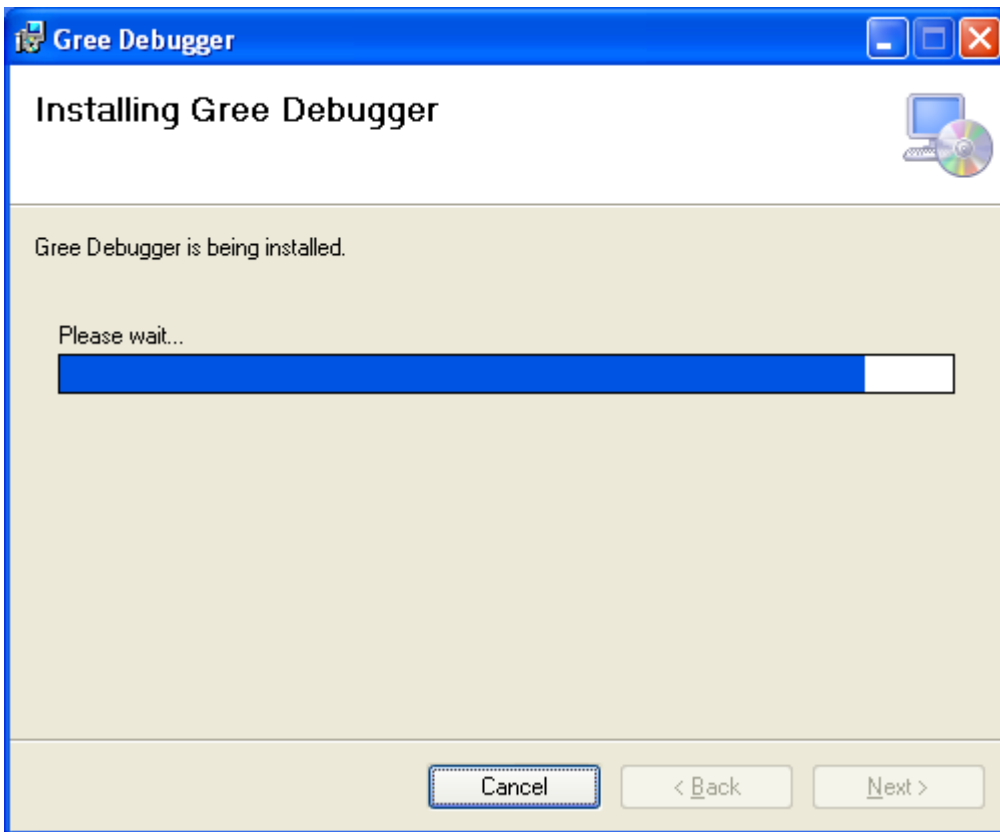 Gree Debugger
Installing Gree Debugger
Gree Debugger is being installed.
Please wait...
Cancel
< Back
Next >